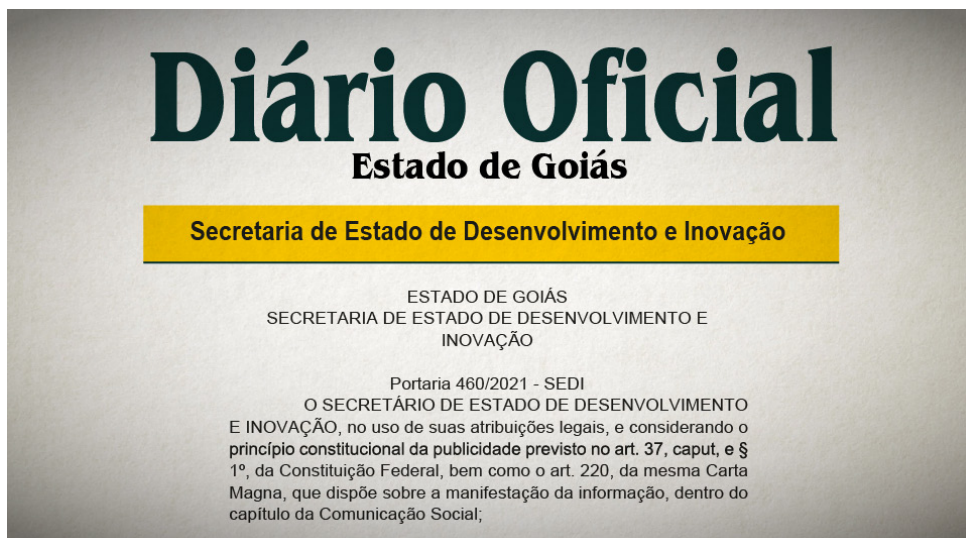 Diário Oficial
Estado de Goiás
Secretaria de Estado de Desenvolvimento e Inovação
ESTADO DE GOIÁS
SECRETARIA DE ESTADO DE DESENVOLVIMENTO E
INOVAÇÃO
Portaria 460/2021 - SEDI
O SECRETÁRIO DE ESTADO DE DESENVOLVIMENTO
E INOVAÇÃO, no uso de suas atribuições legais, e considerando o
princípio constitucional da publicidade previsto no art. 37, caput, e §
1º, da Constituição Federal, bem como o art. 220, da mesma Carta
Magna, que dispõe sobre a manifestação da informação, dentro do
capítulo da Comunicação Social;